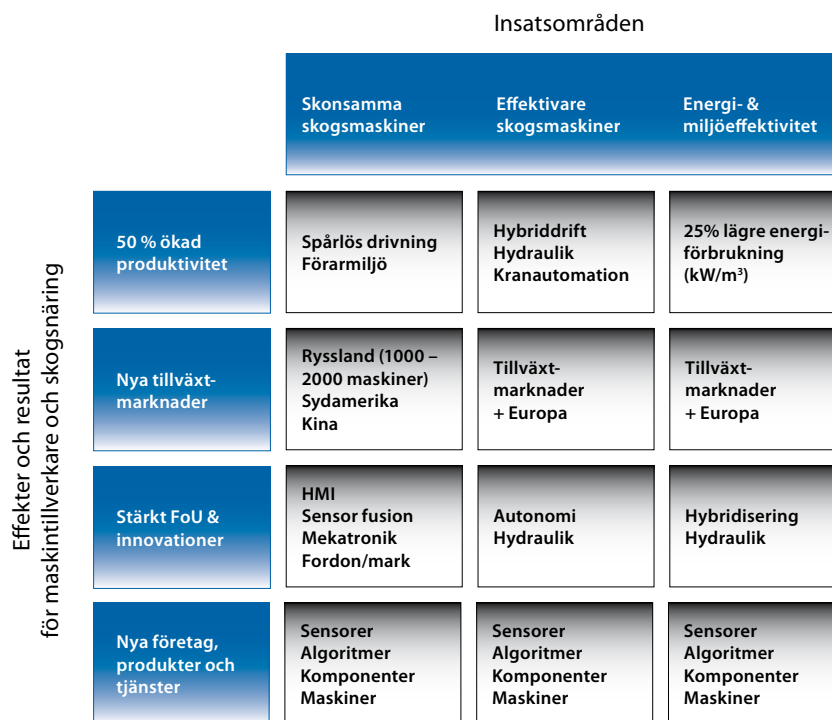 Insatsområden
Skonsamma
skogsmaskiner
Effektivare
skogsmaskiner
Energi- &
miljöeffektivitet
Effekter och resultat
för maskintillverkare och skogsnäring
50 % ökad
produktivitet
Spårlös drivning
Förarmiljö
Hybriddrift
Hydraulik
Kranautomation
25% lägre energi-
förbrukning
(kW/m³)
Nya tillväxt-
marknader
Ryssland (1000 –
2000 maskiner)
Sydamerika
Kina
Tillväxt-
marknader
+ Europa
Tillväxt-
marknader
+ Europa
Stärkt FoU &
innovationer
HMI
Sensor fusion
Mekatronik
Fordon/mark
Autonomi
Hydraulik
Hybridisering
Hydraulik
Nya företag,
produkter och
tjänster
Sensorer
Algoritmer
Komponenter
Maskiner
Sensorer
Algoritmer
Komponenter
Maskiner
Sensorer
Algoritmer
Komponenter
Maskiner